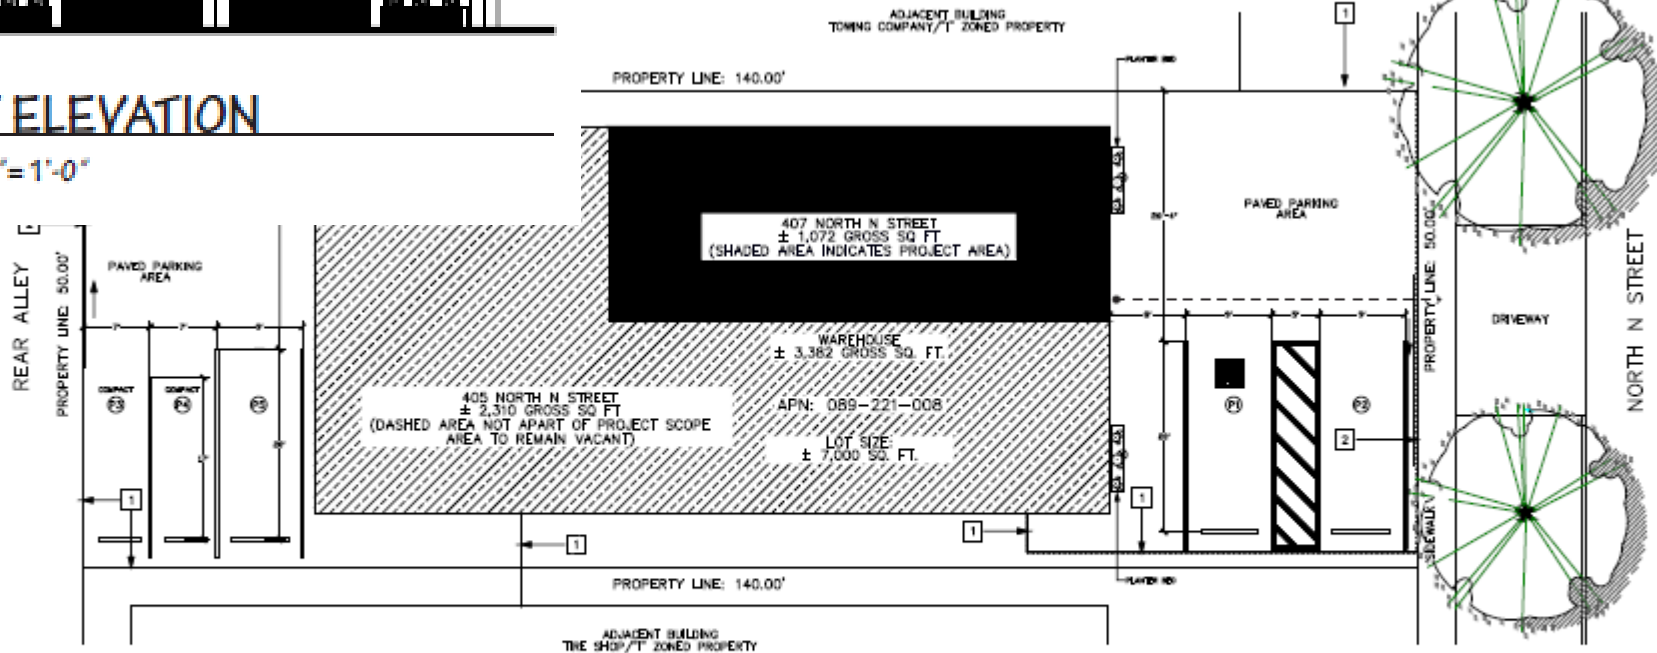 ADJACENT BUILDING
TOWING COMPANY/"I" ZONED PROPERTY
1
PLANTER BED
PROPERTY LINE: 140.00'
ELEVATION
"=1'-0"
407 NORTH N STREET
± 1,072 GROSS SQ FT
(SHADED AREA INDICATES PROJECT AREA)
PAVED PARKING
AREA
PAVED PARKING
AREA
REAR ALLEY
PROPERTY LINE: 50.00'
PROPERTY LINE: 50.00'
NORTH N STREET
DRIVEWAY
WAREHOUSE
± 3,382 GROSS SQ. FT.
COMPACT
P3
COMPACT
P4
P5
405 NORTH N STREET
± 2,310 GROSS SQ FT
(DASHED AREA NOT APART OF PROJECT SCOPE
AREA TO REMAIN VACANT)
APN: 089-221-008
LOT SIZE:
± 7,000 SQ. FT.
P1
P2
2
1
1
1
1
SIDEWALK
PLANTER BED
PROPERTY LINE: 140.00'
ADJACENT BUILDING
TIRE SHOP/"I" ZONED PROPERTY